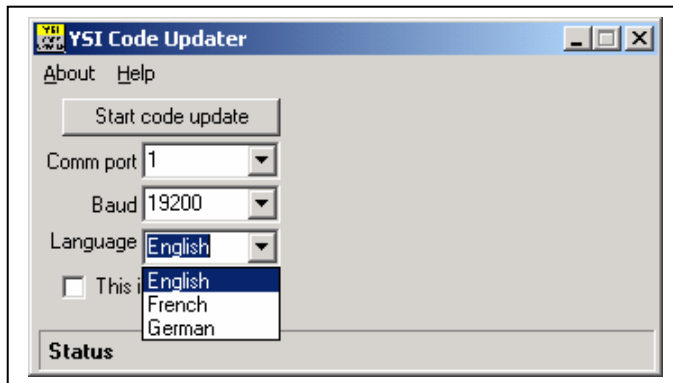 YSI Code Updater
About Help
Start code update
Comm port 1
Baud 19200
Language English
English
This i
French
German
Status